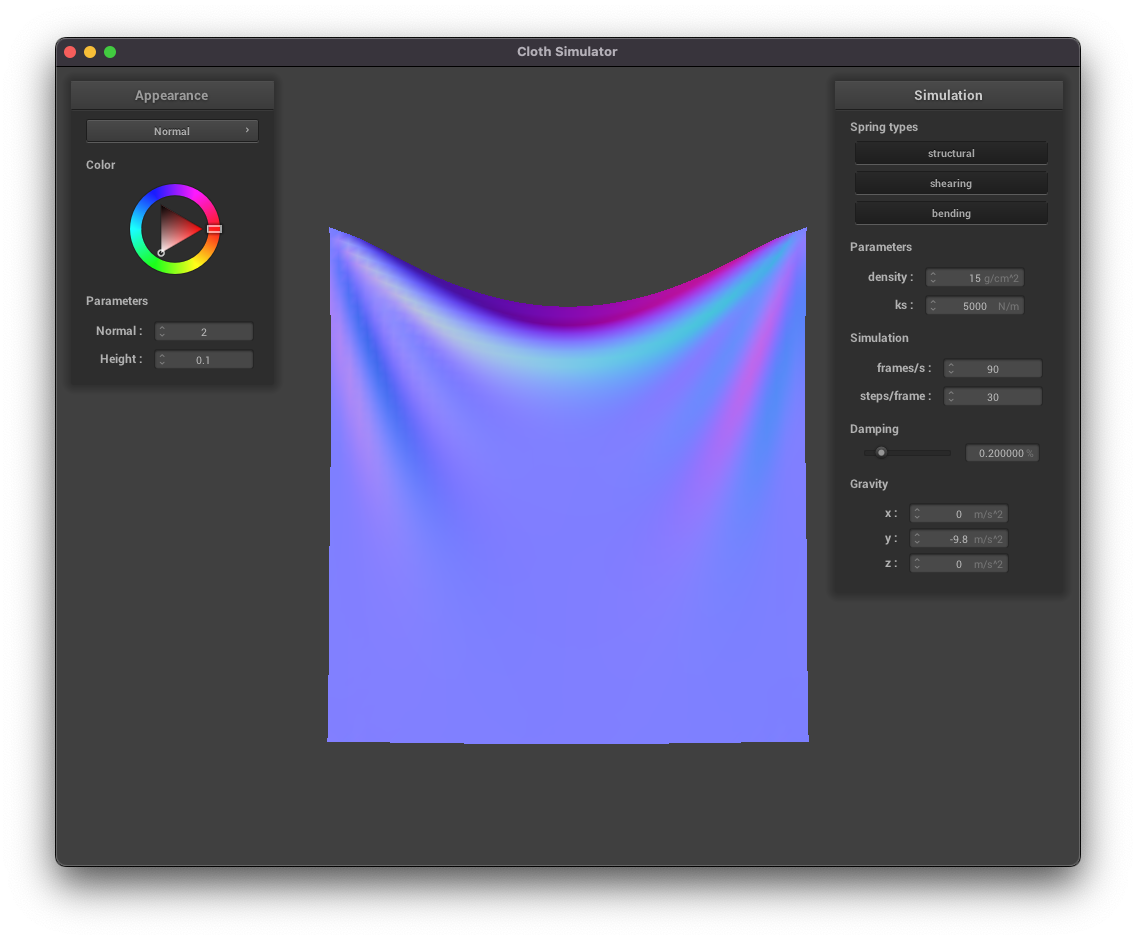 Cloth Simulator
Appearance
Normal
Color
Parameters
Normal : 2
Height : 0.1
Simulation
Spring types
structural
shearing
bending
Parameters
density : 15 g/cm^2
ks : 5000 N/m
Simulation
frames/s : 90
steps/frame : 30
Damping
0.200000 %
Gravity
x : 0 m/s^2
y : -9.8 m/s^2
z : 0 m/s^2